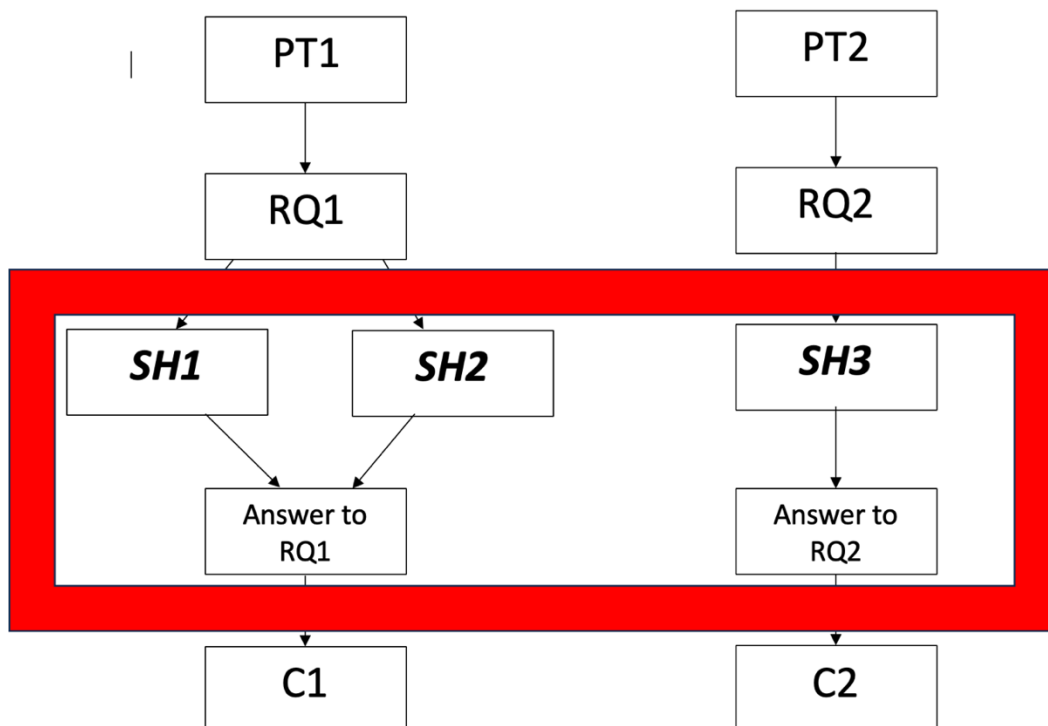 PT1
PT2
RQ1
RQ2
SH1
SH2
SH3
Answer to
RQ1
Answer to
RQ2
C1
C2